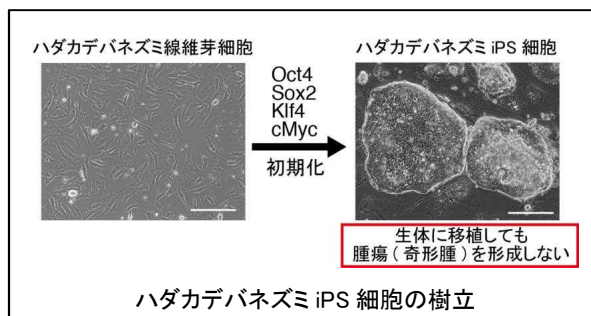 ハダカデバネズミ線維芽細胞
Oct4
Sox2
Klf4
cMyc
初期化
ハダカデバネズミ iPS 細胞
生体に移植しても
腫瘍(奇形腫)を形成しない
ハダカデバネズミ iPS 細胞の樹立